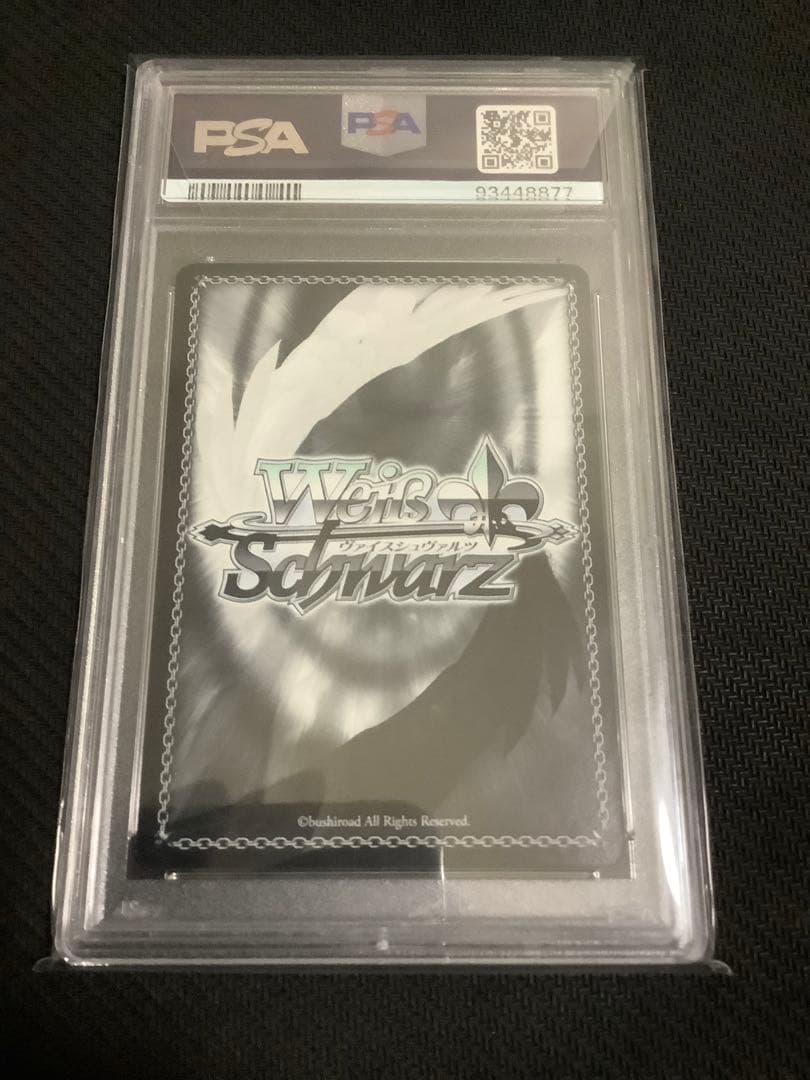 PSA
PSA
93448877
Weiß
ヴァイスシュヴァルツ
Schwarz
©bushiroad All Rights Reserved.